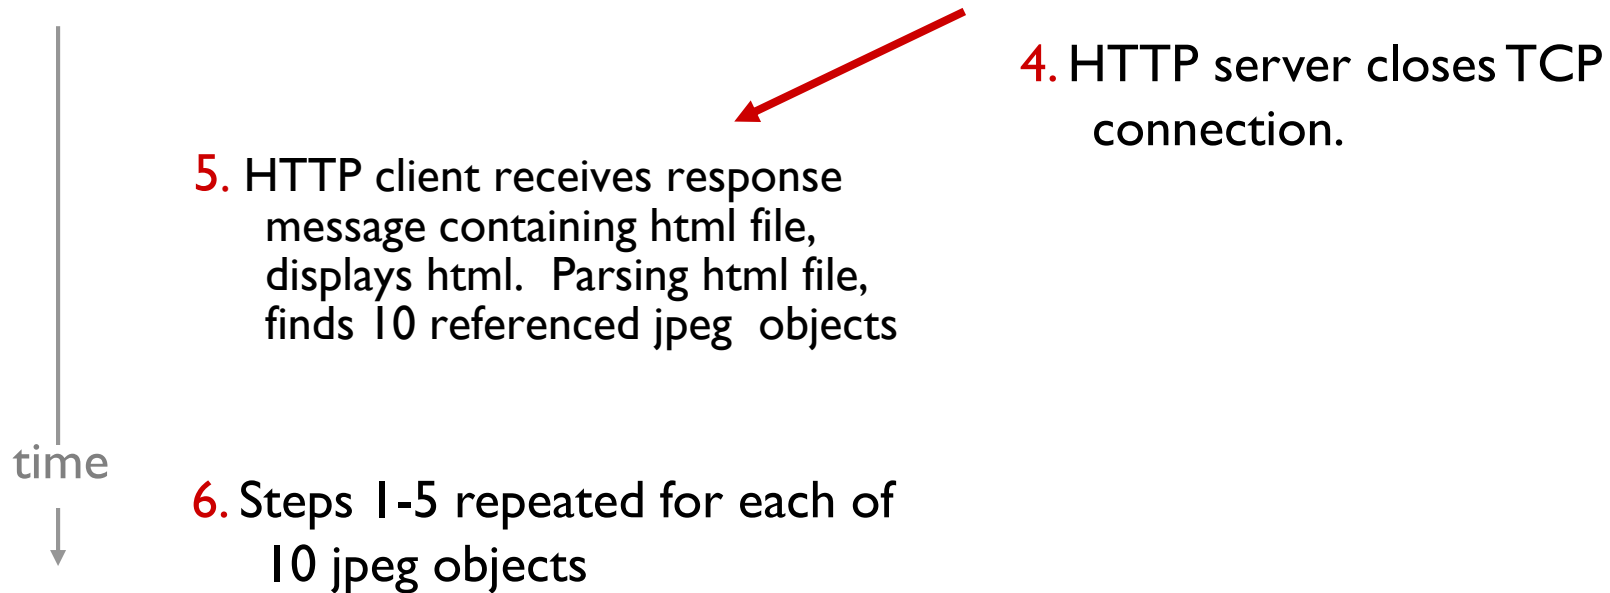 4. HTTP server closes TCP
connection.
5. HTTP client receives response
message containing html file,
displays html.  Parsing html file,
finds 10 referenced jpeg  objects
time
6. Steps 1-5 repeated for each of
10 jpeg objects